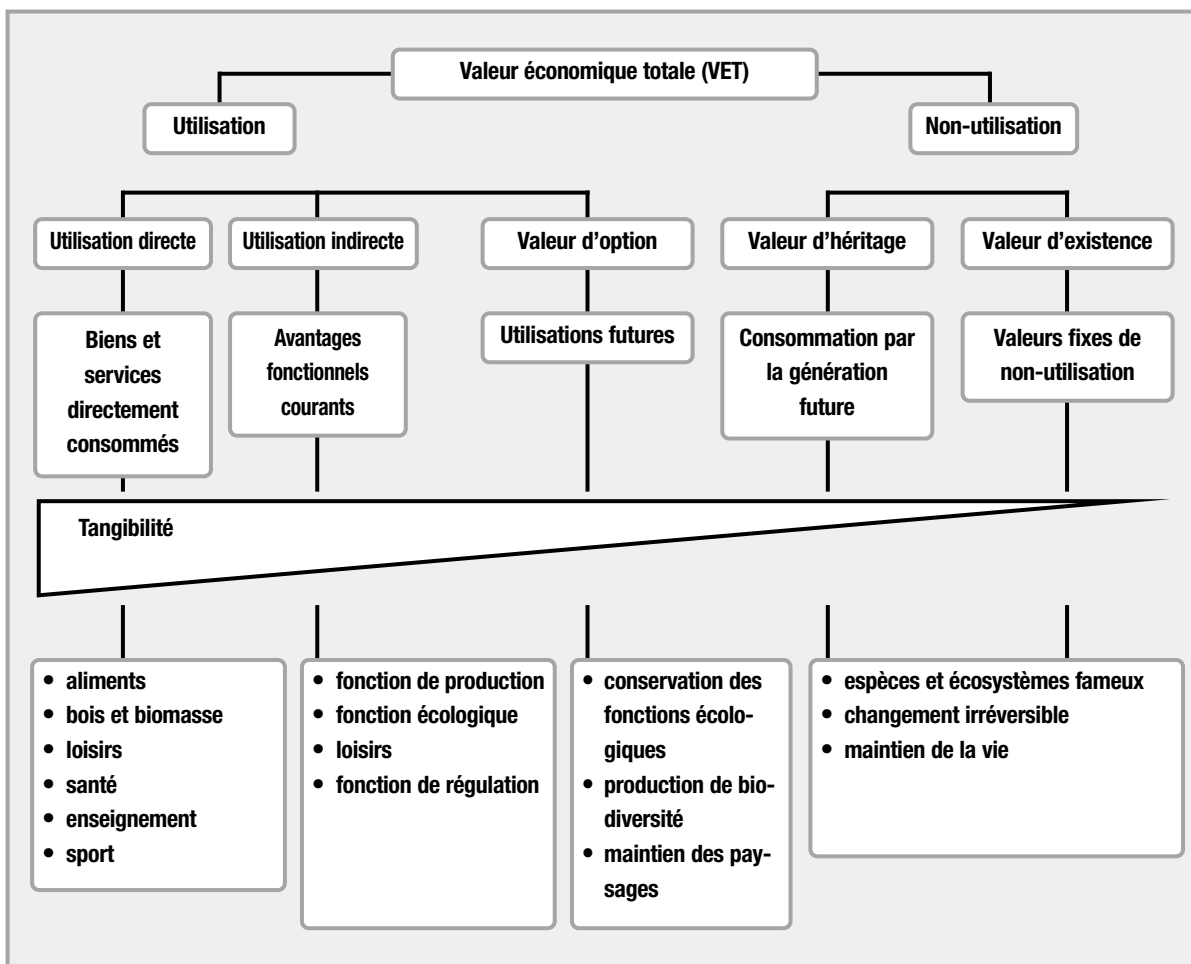 Valeur économique totale (VET)
Utilisation
Non-utilisation
Utilisation directe
Utilisation indirecte
Valeur d’option
Valeur d’héritage
Valeur d’existence
Biens et
services
directement
consommés
Avantages
fonctionnels
courants
Utilisations futures
Consommation par
la génération
future
Valeurs fixes de
non-utilisation
Tangibilité
• aliments
• bois et biomasse
• loisirs
• santé
• enseignement
• sport
• fonction de production
• fonction écologique
• loisirs
• fonction de régulation
• conservation des
fonctions écolo-
giques
• production de bio-
diversité
• maintien des pay-
sages
• espèces et écosystèmes fameux
• changement irréversible
• maintien de la vie